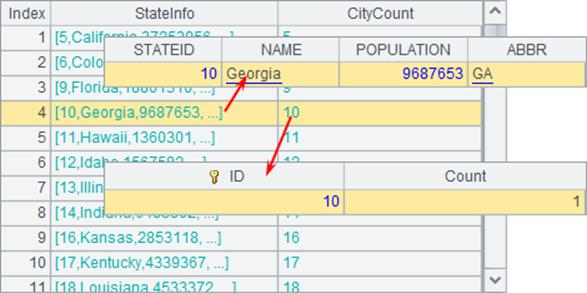 Index StateInfo CityCount
1 [5,California,37253956, ...] 5
STATEID NAME POPULATION ABBR
2 [6,Colo
10 Georgia 9687653 GA
3 [9,Florida,18801310, ...] 9
4 [10,Georgia,9687653, ...] 10
5 [11,Hawaii,1360301, ...] 11
6 [12,Idaho,1567582, ...] 12
ID Count
7 [13,Illin
10 1
8 [14,Indiana, ...] 14
9 [16,Kansas,2853118, ...] 16
10 [17,Kentucky,4339367, ...] 17
11 [18,Louisiana,4533372, ...] 18